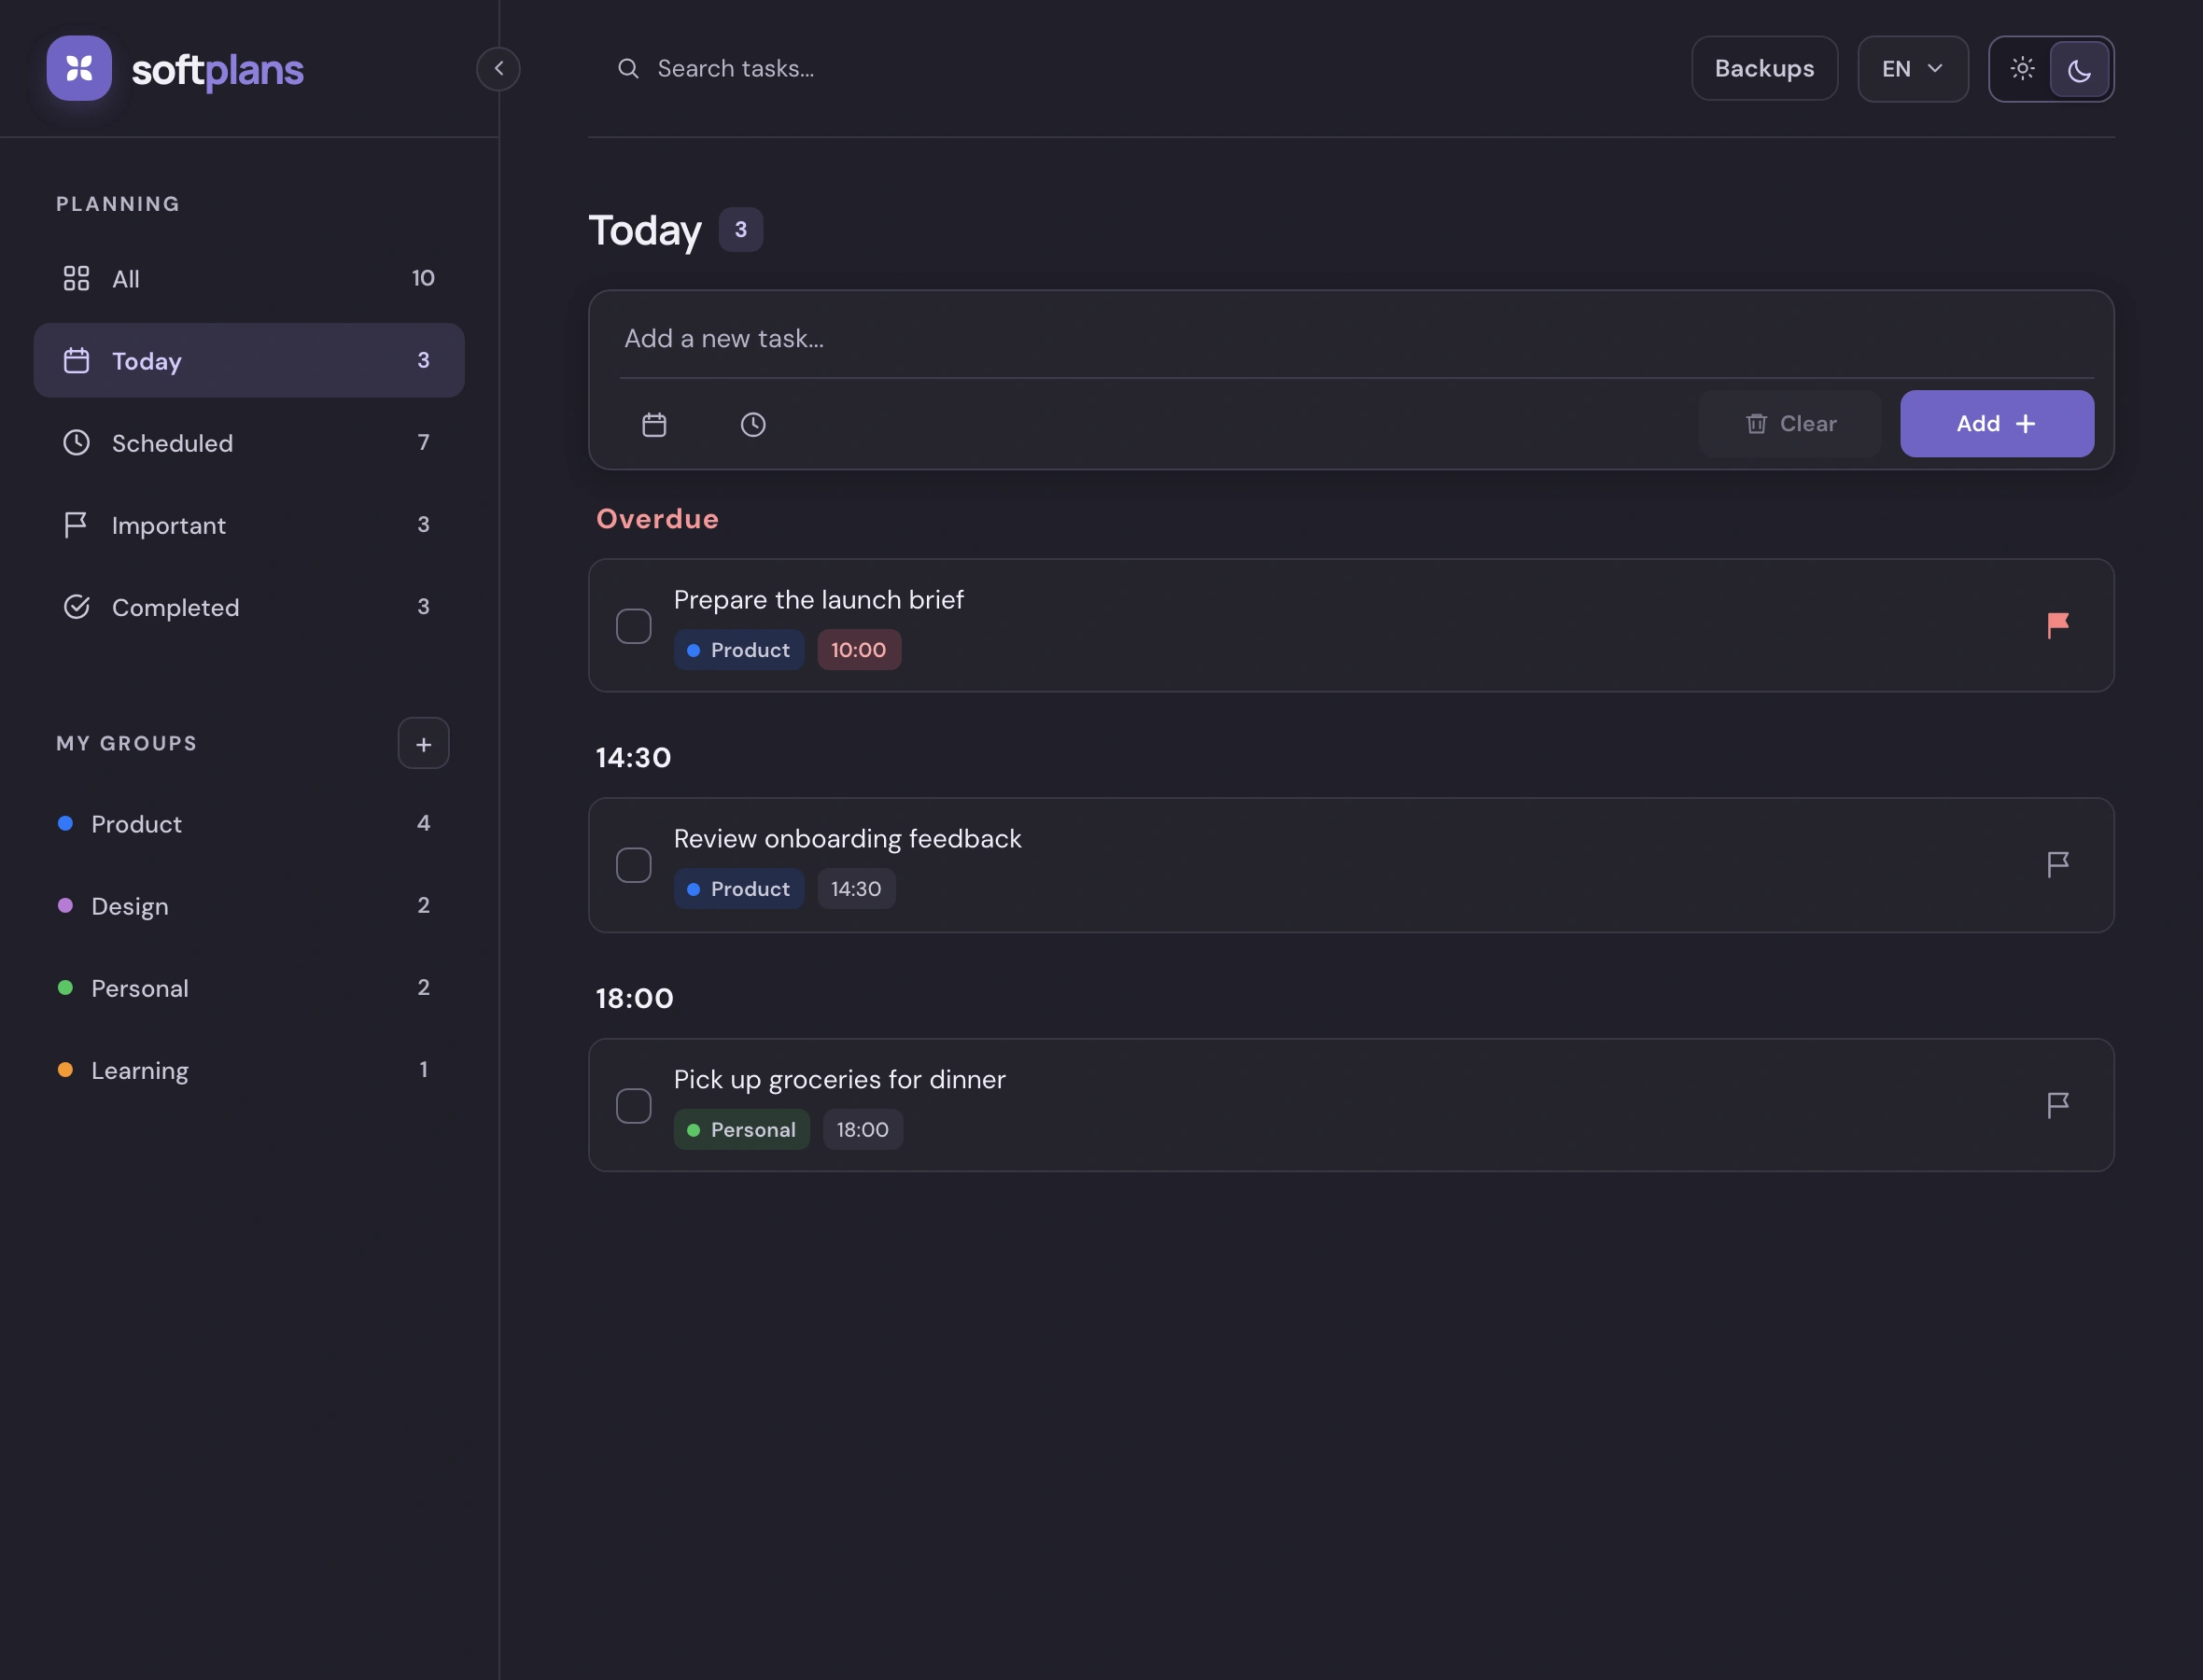 softplans
Search tasks...
Backups
EN
PLANNING
All 10
Today 3
Scheduled 7
Important 3
Completed 3
MY GROUPS
Product 4
Design 2
Personal 2
Learning 1
Today 3
Add a new task...
Clear
Add
Overdue
Prepare the launch brief
Product 10:00
14:30
Review onboarding feedback
Product 14:30
18:00
Pick up groceries for dinner
Personal 18:00